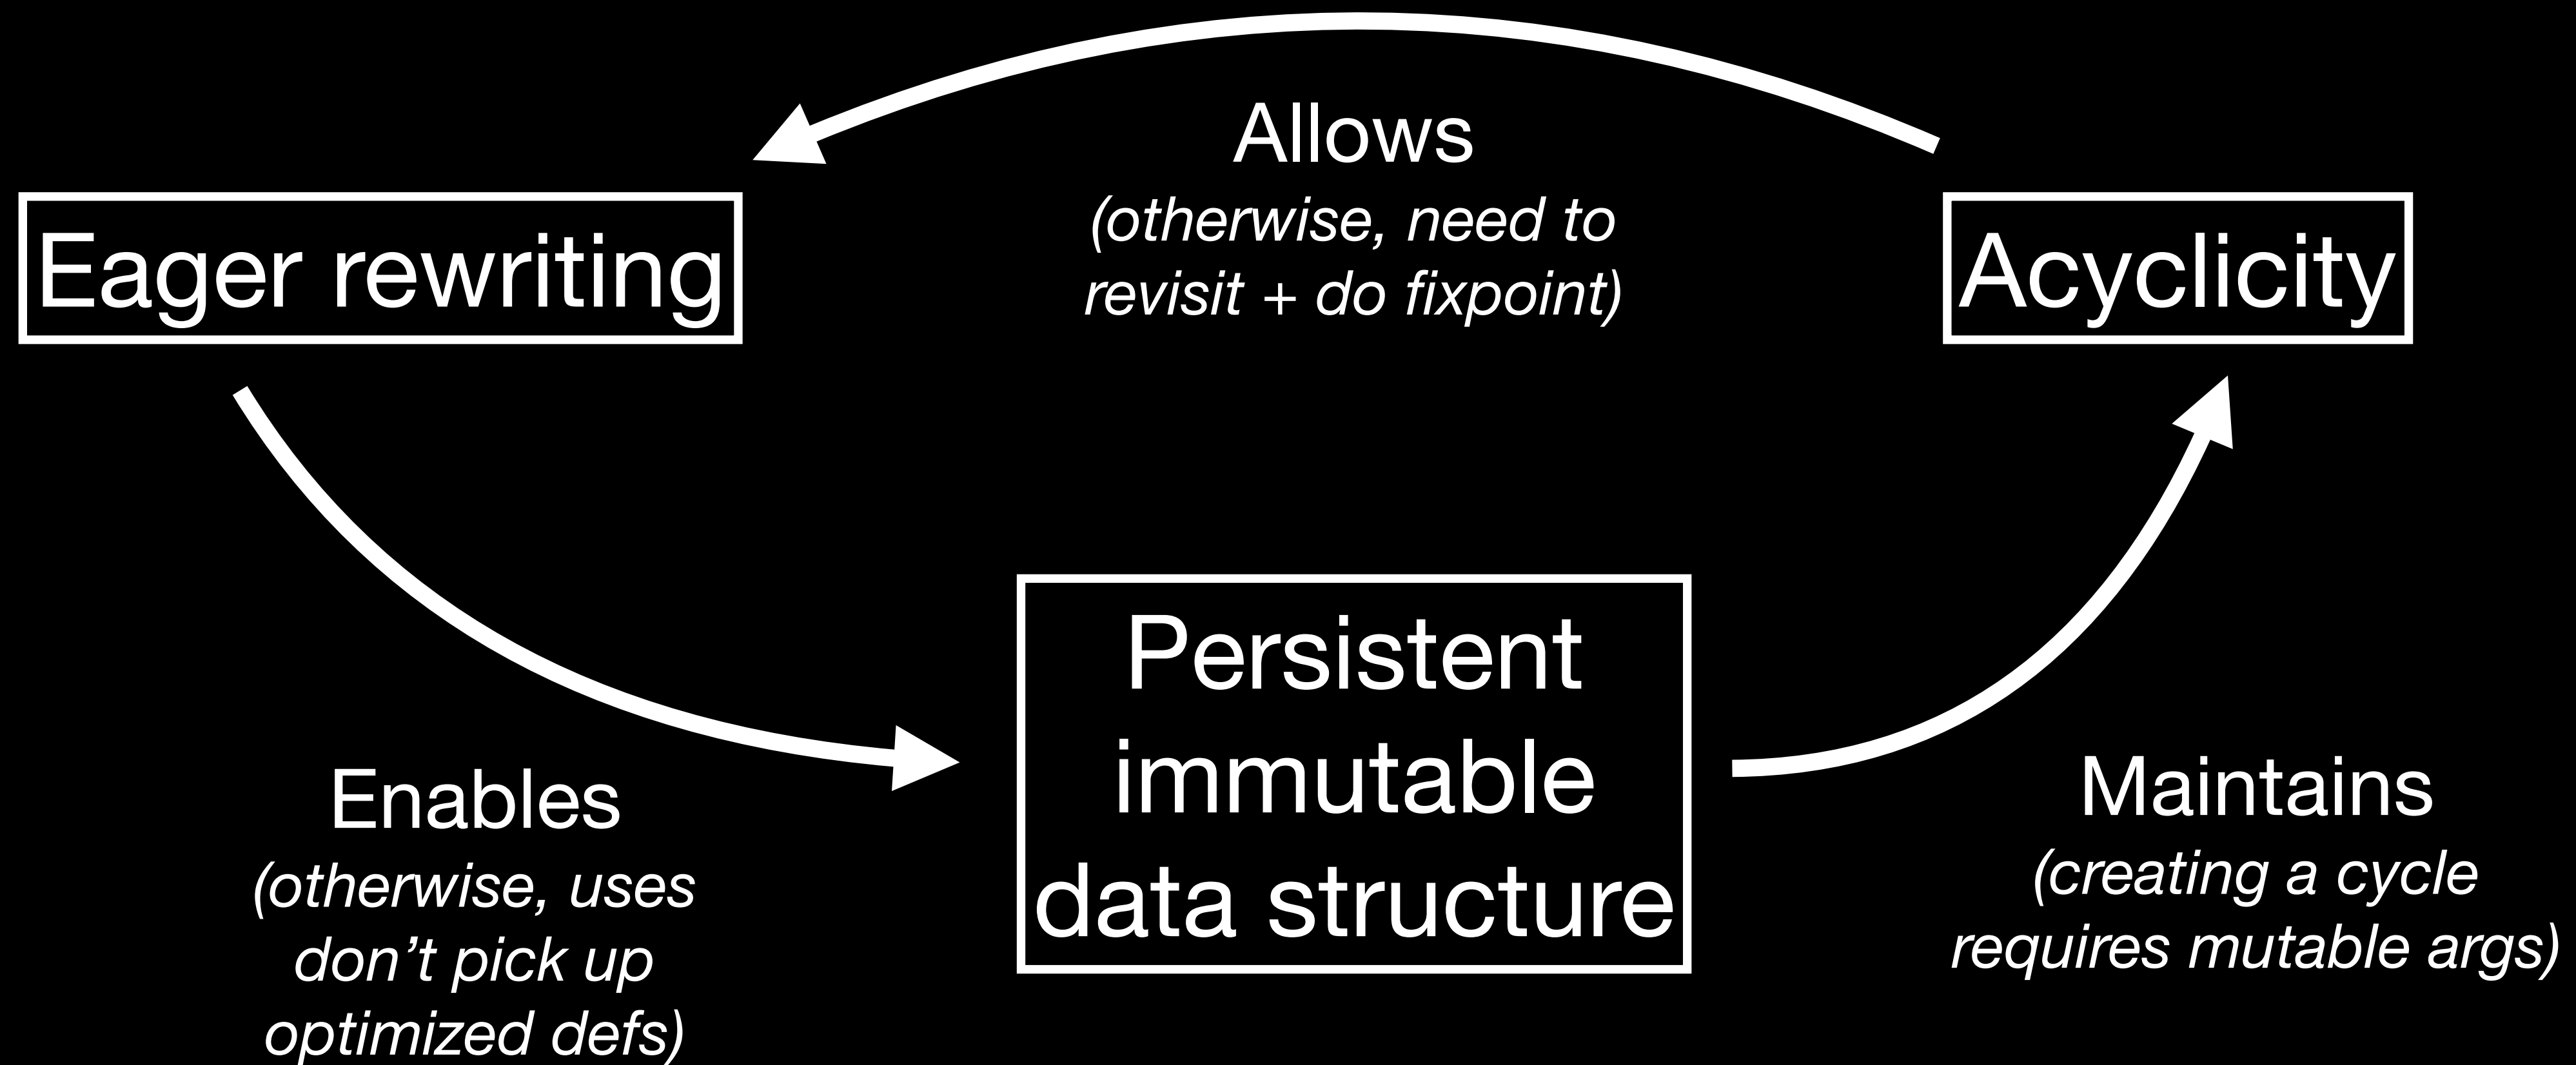 Allows
(otherwise, need to
revisit + do fixpoint)
Eager rewriting
Acyclicity
Persistent
immutable
data structure
Enables
(otherwise, uses
don’t pick up
optimized defs)
Maintains
(creating a cycle
requires mutable args)